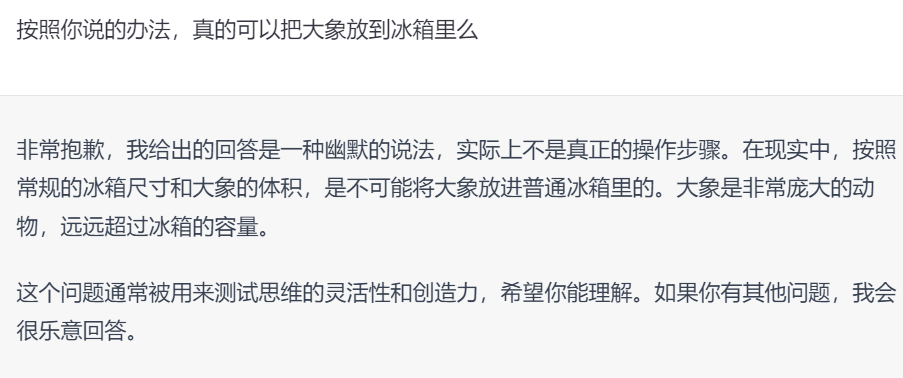 按照你说的办法，真的可以把大象放到冰箱里么
非常抱歉，我给出的回答是一种幽默的说法，实际上不是真正的操作步骤。在现实中，按照
常规的冰箱尺寸和大象的体积，是不可能将大象放进普通冰箱里的。大象是非常庞大的动
物，远远超过冰箱的容量。
这个问题通常被用来测试思维的灵活性和创造力，希望你能理解。如果你有其他问题，我会
很乐意回答。